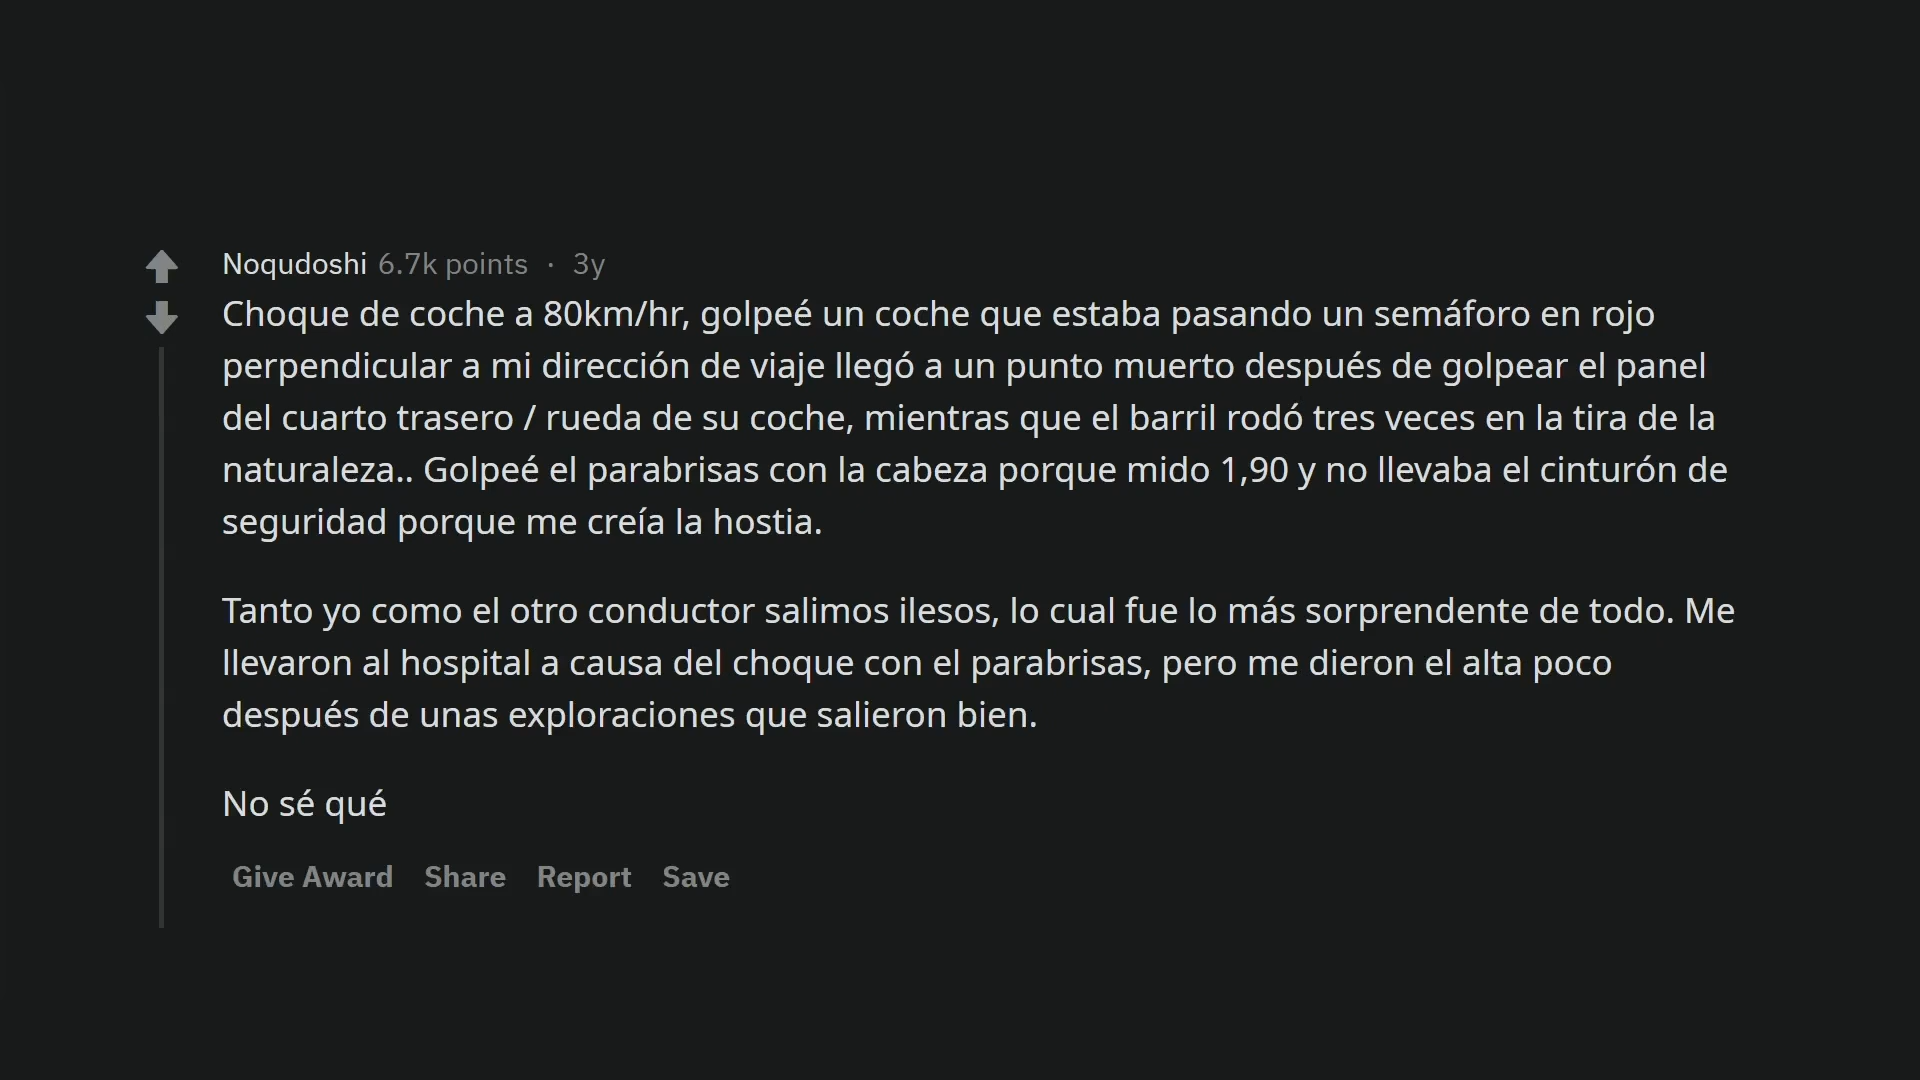 Noqudoshi 6.7k points · 3y
Choque de coche a 80km/hr, golpeé un coche que estaba pasando un semáforo en rojo
perpendicular a mi dirección de viaje llegó a un punto muerto después de golpear el panel
del cuarto trasero / rueda de su coche, mientras que el barril rodó tres veces en la tira de la
naturaleza.. Golpeé el parabrisas con la cabeza porque mido 1,90 y no llevaba el cinturón de
seguridad porque me creía la hostia.
Tanto yo como el otro conductor salimos ilesos, lo cual fue lo más sorprendente de todo. Me
llevaron al hospital a causa del choque con el parabrisas, pero me dieron el alta poco
después de unas exploraciones que salieron bien.
No sé qué
Give Award Share Report Save